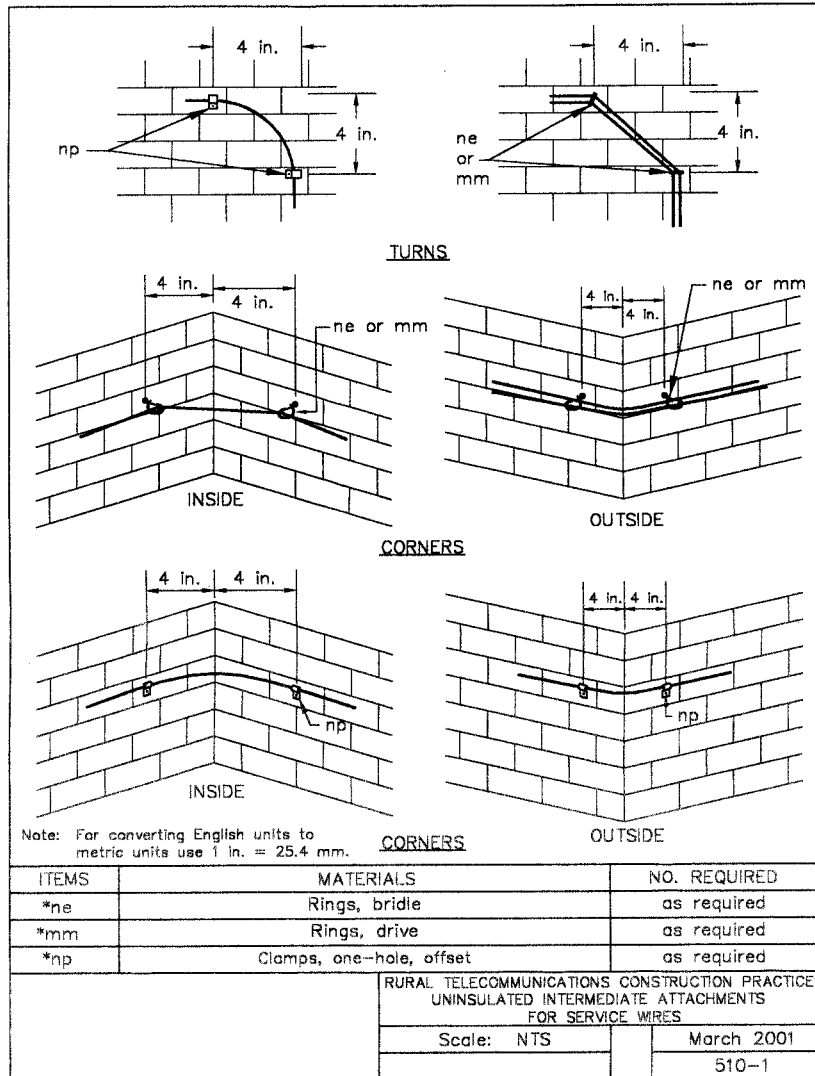 4 in.
4 in.
np
4 in.
4 in.
ne
or
mm
TURNS
4 in.
4 in.
ne or mm
INSIDE
4 in.
4 in.
ne or mm
OUTSIDE
CORNERS
4 in.
4 in.
np
INSIDE
4 in.
4 in.
np
OUTSIDE
Note: For converting English units to
metric units use 1 in. = 25.4 mm.
CORNERS
ITEMS MATERIALS NO. REQUIRED
*ne Rings, bridle as required
*mm Rings, drive as required
*np Clamps, one-hole, offset as required
RURAL TELECOMMUNICATIONS CONSTRUCTION PRACTICE
UNINSULATED INTERMEDIATE ATTACHMENTS
FOR SERVICE WIRES
Scale: NTS March 2001
510-1